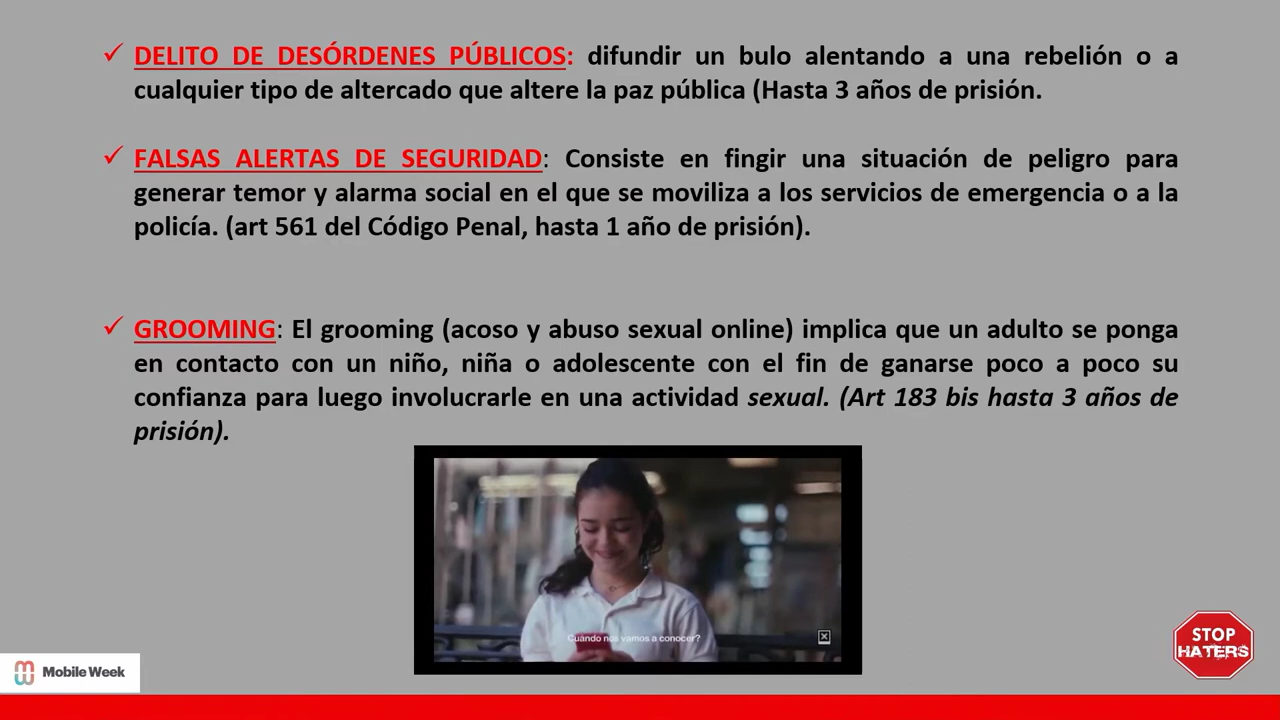 ✓ DELITO DE DESÓRDENES PÚBLICOS: difundir un bulo alentando a una rebelión o a
cualquier tipo de altercado que altere la paz pública (Hasta 3 años de prisión.
✓ FALSAS ALERTAS DE SEGURIDAD: Consiste en fingir una situación de peligro para
generar temor y alarma social en el que se moviliza a los servicios de emergencia o a la
policía. (art 561 del Código Penal, hasta 1 año de prisión).
✓ GROOMING: El grooming (acoso y abuso sexual online) implica que un adulto se ponga
en contacto con un niño, niña o adolescente con el fin de ganarse poco a poco su
confianza para luego involucrarle en una actividad sexual. (Art 183 bis hasta 3 años de
prisión).
Cuándo nos vamos a conocer?
STOP
HATERS
Mobile Week